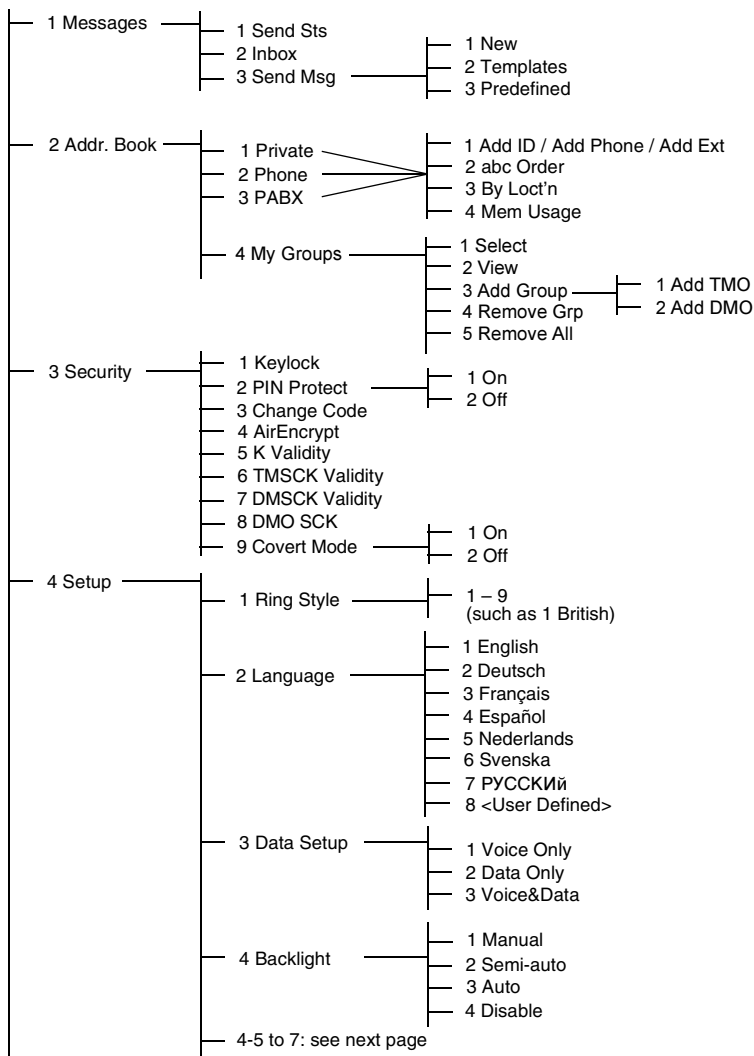 1 Messages
1 Send Sts
2 Inbox
3 Send Msg
1 New
2 Templates
3 Predefined
2 Addr. Book
1 Private
2 Phone
3 PABX
1 Add ID / Add Phone / Add Ext
2 abc Order
3 By Loct'n
4 Mem Usage
4 My Groups
1 Select
2 View
3 Add Group
4 Remove Grp
5 Remove All
1 Add TMO
2 Add DMO
3 Security
1 Keylock
2 PIN Protect
3 Change Code
4 AirEncrypt
5 K Validity
6 TMSCK Validity
7 DMSCK Validity
8 DMO SCK
9 Covert Mode
1 On
2 Off
1 On
2 Off
4 Setup
1 Ring Style
1 – 9
(such as 1 British)
2 Language
1 English
2 Deutsch
3 Français
4 Español
5 Nederlands
6 Svenska
7 РУССКИй
8 <User Defined>
3 Data Setup
1 Voice Only
2 Data Only
3 Voice&Data
4 Backlight
1 Manual
2 Semi-auto
3 Auto
4 Disable
4-5 to 7: see next page